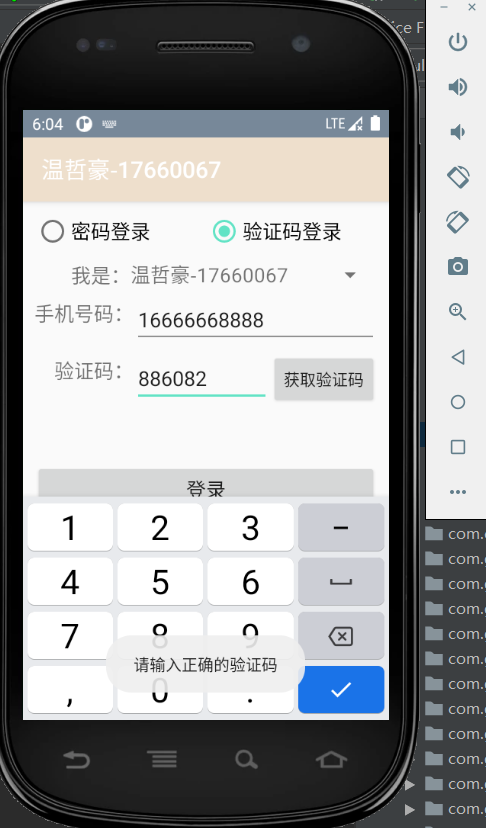 ice F
ul
6:04 LTE
温哲豪-17660067
密码登录 验证码登录
我是：温哲豪-17660067
手机号码： 16666668888
验证码： 886082 获取验证码
登录
1 2 3 −
4 5 6
7 8 9
请输入正确的验证码
, 0 .
com.
com.
com.
com.
com.
com.
com.
com.
com.
com.
com.
com.